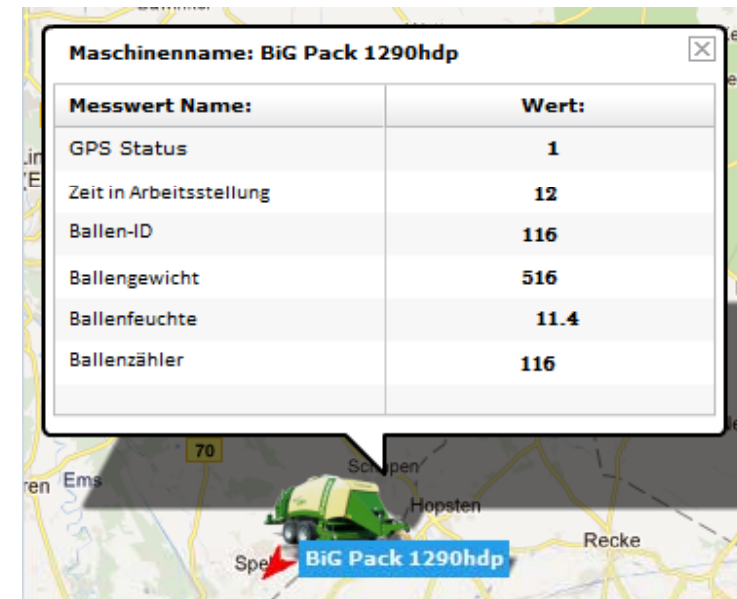 Maschinenname: BiG Pack 1290hdp
Messwert Name: Wert:
GPS Status 1
Zeit in Arbeitsstellung 12
Ballen-ID 116
Ballengewicht 516
Ballenfeuchte 11.4
Ballenzähler 116
70
Ems
Hopsten
Recke
BiG Pack 1290hdp